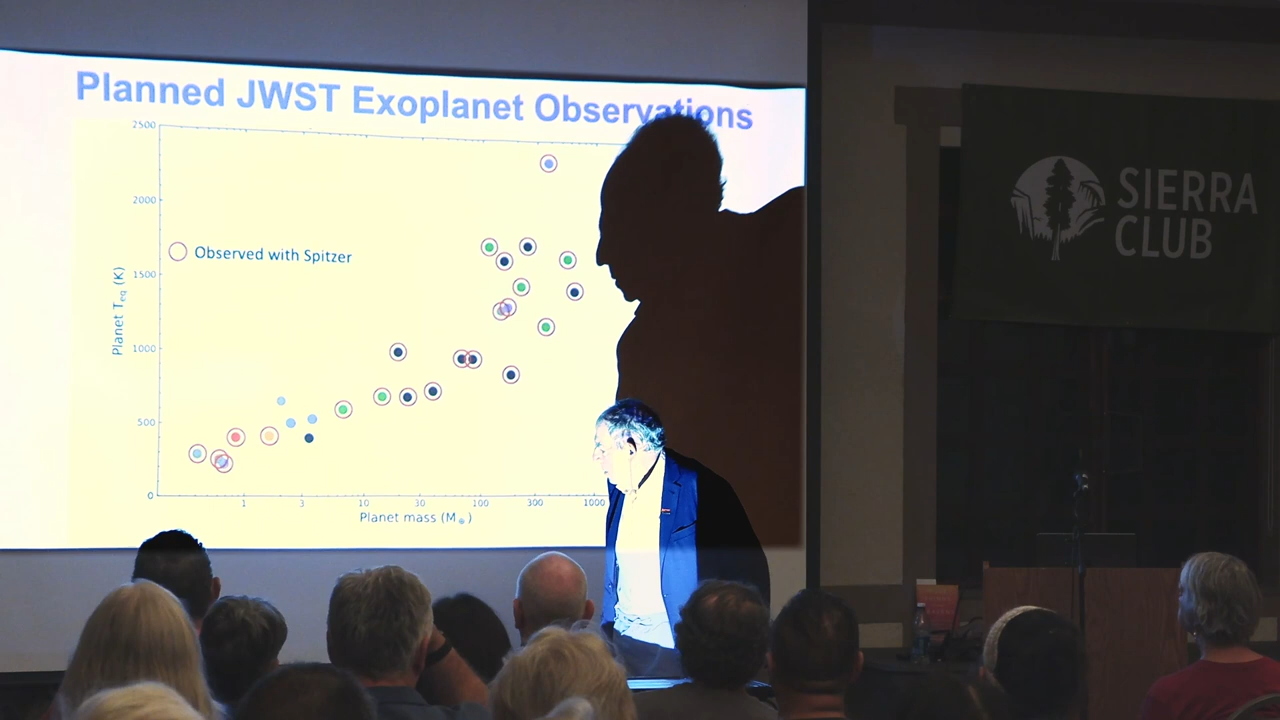 Planned JWST Exoplanet Observations
2500
2000
Observed with Spitzer
1500
Planet Teq (K)
1000
500
0
1 3 10 30 100 300 1000
Planet mass (M⊕)
SIERRA
CLUB